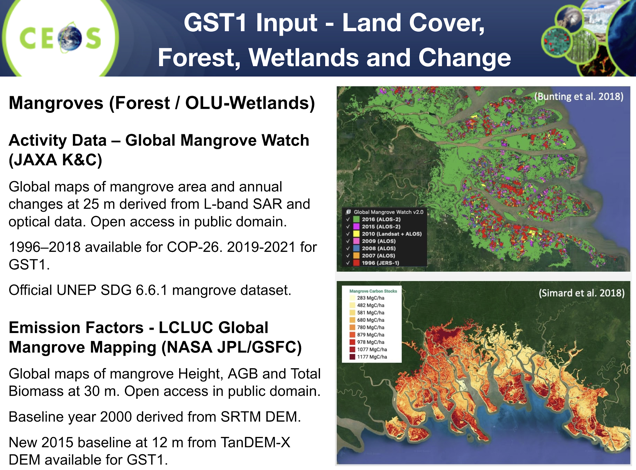 CEOS
GST1 Input - Land Cover,
Forest, Wetlands and Change
Mangroves (Forest / OLU-Wetlands)
Activity Data – Global Mangrove Watch
(JAXA K&C)
Global maps of mangrove area and annual
changes at 25 m derived from L-band SAR and
optical data. Open access in public domain.
1996–2018 available for COP-26. 2019-2021 for
GST1.
Official UNEP SDG 6.6.1 mangrove dataset.
Emission Factors - LCLUC Global
Mangrove Mapping (NASA JPL/GSFC)
Global maps of mangrove Height, AGB and Total
Biomass at 30 m. Open access in public domain.
Baseline year 2000 derived from SRTM DEM.
New 2015 baseline at 12 m from TanDEM-X
DEM available for GST1.
(Bunting et al. 2018)
Global Mangrove Watch v2.0
2016 (ALOS-2)
2015 (ALOS-2)
2010 (Landsat + ALOS)
2009 (ALOS)
2008 (ALOS)
2007 (ALOS)
1996 (JERS-1)
(Simard et al. 2018)
Mangrove Carbon Stocks
283 MgC/ha
482 MgC/ha
581 MgC/ha
680 MgC/ha
780 MgC/ha
879 MgC/ha
978 MgC/ha
1077 MgC/ha
1177 MgC/ha